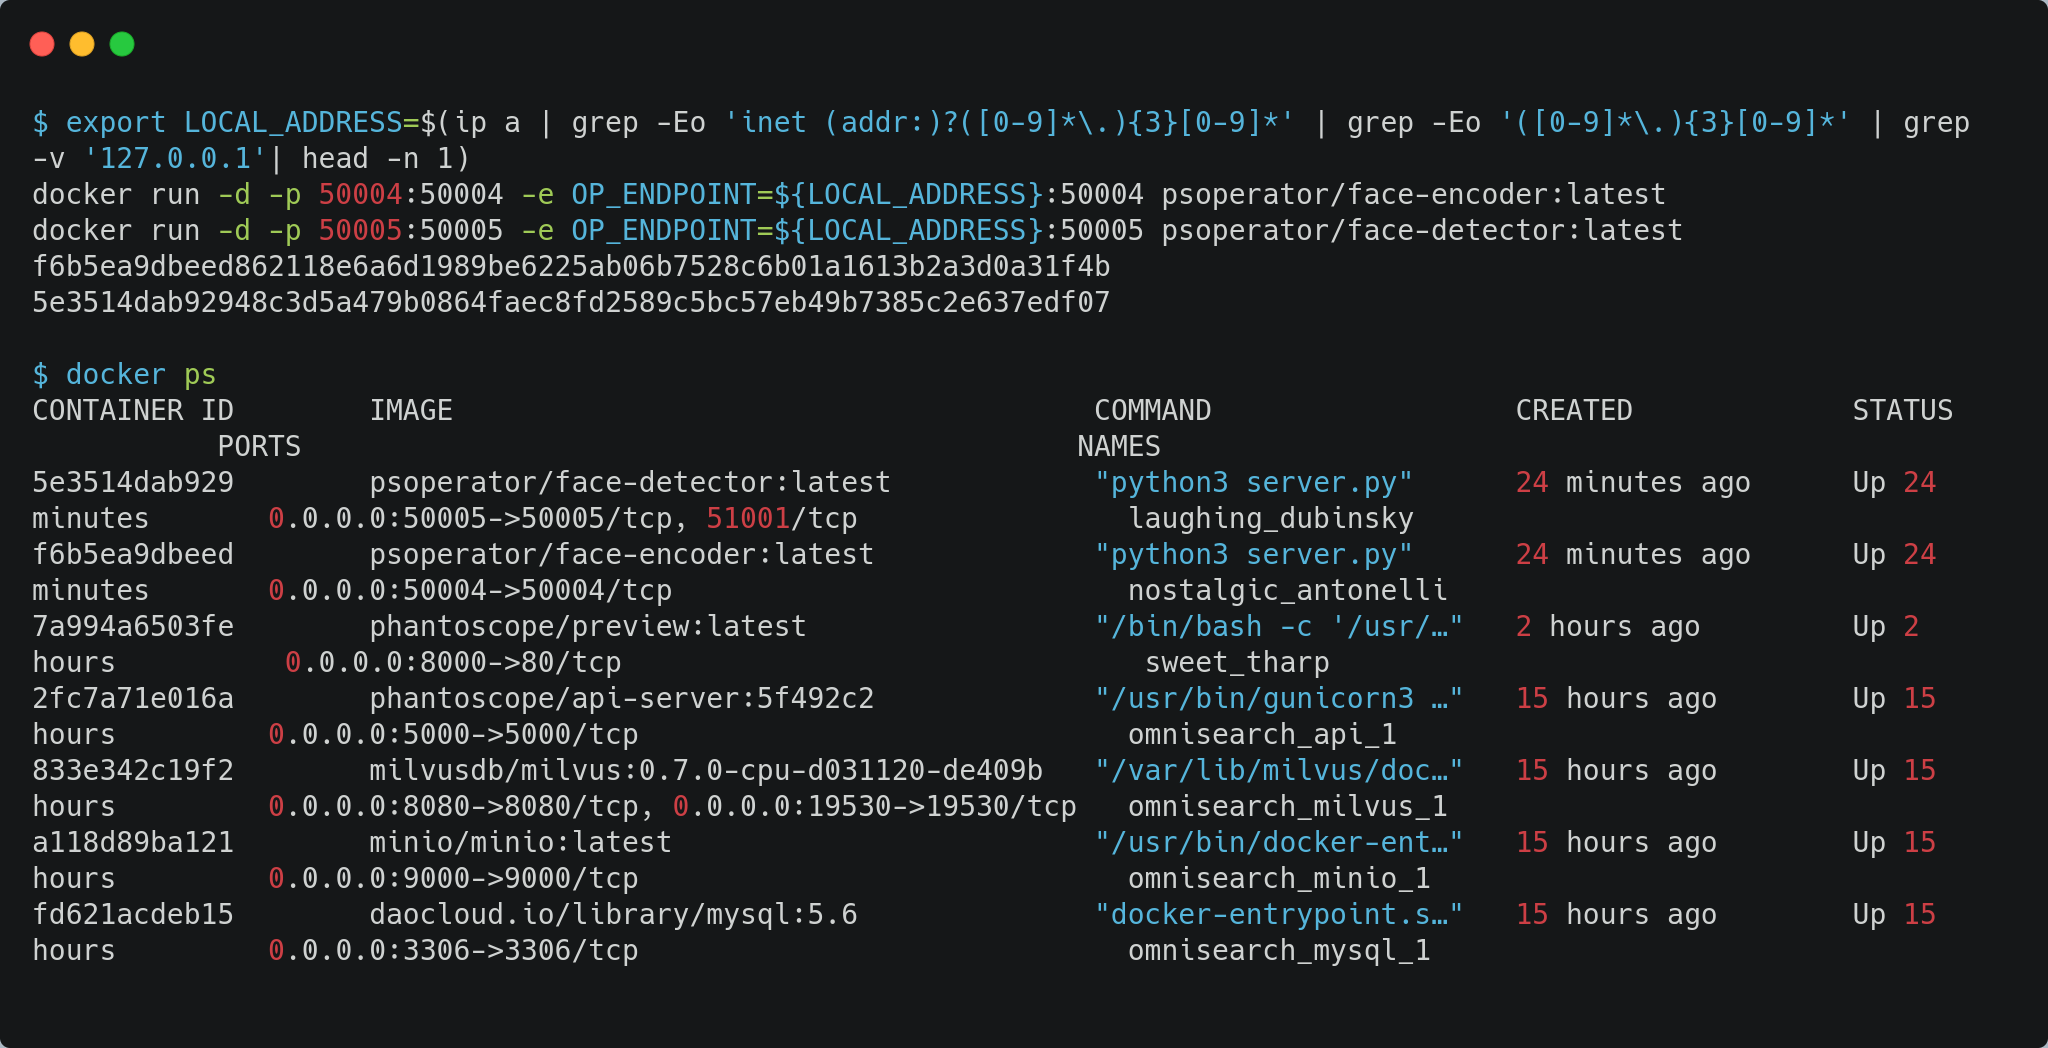 $ export LOCAL_ADDRESS=$(ip a | grep -Eo 'inet (addr:)?([0-9]*\.){3}[0-9]*' | grep -Eo '([0-9]*\.){3}[0-9]*' | grep
-v '127.0.0.1'| head -n 1)
docker run -d -p 50004:50004 -e OP_ENDPOINT=${LOCAL_ADDRESS}:50004 psoperator/face-encoder:latest
docker run -d -p 50005:50005 -e OP_ENDPOINT=${LOCAL_ADDRESS}:50005 psoperator/face-detector:latest
f6b5ea9dbeed862118e6a6d1989be6225ab06b7528c6b01a1613b2a3d0a31f4b
5e3514dab92948c3d5a479b0864faec8fd2589c5bc57eb49b7385c2e637edf07

$ docker ps
CONTAINER ID        IMAGE                                      COMMAND                  CREATED             STATUS
           PORTS                                              NAMES
5e3514dab929        psoperator/face-detector:latest            "python3 server.py"      24 minutes ago      Up 24
minutes       0.0.0.0:50005->50005/tcp, 51001/tcp                laughing_dubinsky
f6b5ea9dbeed        psoperator/face-encoder:latest             "python3 server.py"      24 minutes ago      Up 24
minutes       0.0.0.0:50004->50004/tcp                           nostalgic_antonelli
7a994a6503fe        phantoscope/preview:latest                 "/bin/bash -c '/usr/…"   2 hours ago         Up 2
hours          0.0.0.0:8000->80/tcp                               sweet_tharp
2fc7a71e016a        phantoscope/api-server:5f492c2             "/usr/bin/gunicorn3 …"   15 hours ago        Up 15
hours         0.0.0.0:5000->5000/tcp                             omnisearch_api_1
833e342c19f2        milvusdb/milvus:0.7.0-cpu-d031120-de409b   "/var/lib/milvus/doc…"   15 hours ago        Up 15
hours         0.0.0.0:8080->8080/tcp, 0.0.0.0:19530->19530/tcp   omnisearch_milvus_1
a118d89ba121        minio/minio:latest                         "/usr/bin/docker-ent…"   15 hours ago        Up 15
hours         0.0.0.0:9000->9000/tcp                             omnisearch_minio_1
fd621acdeb15        daocloud.io/library/mysql:5.6              "docker-entrypoint.s…"   15 hours ago        Up 15
hours         0.0.0.0:3306->3306/tcp                             omnisearch_mysql_1